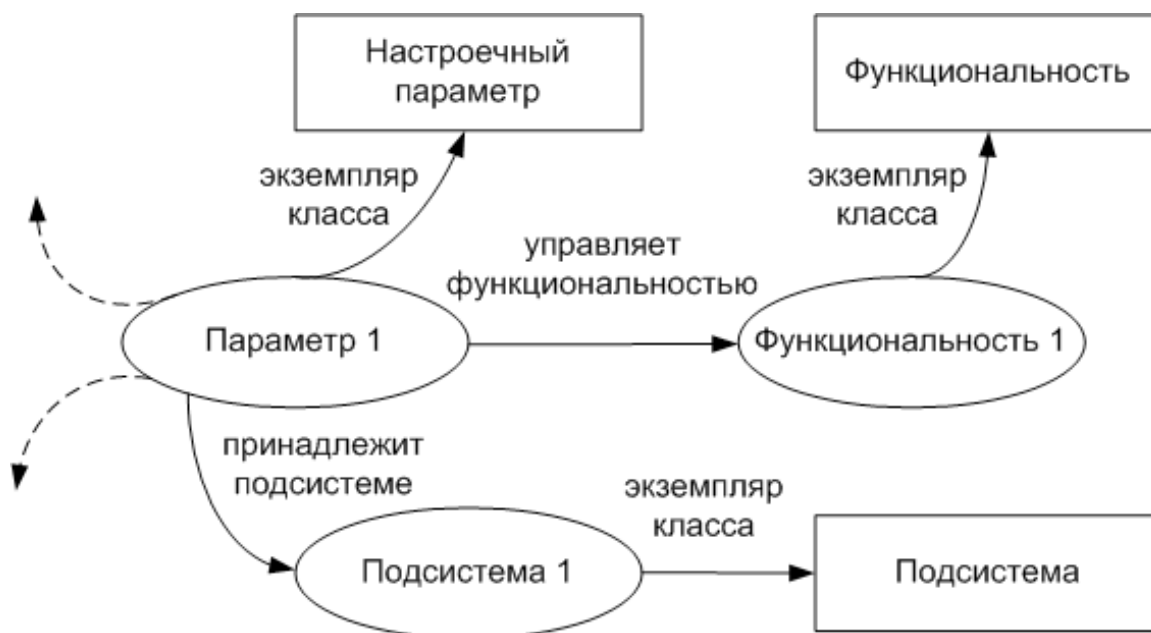 Настроечный
параметр
Функциональность
экземпляр
класса
экземпляр
класса
управляет
функциональностью
Параметр 1
Функциональность 1
принадлежит
подсистеме
экземпляр
класса
Подсистема 1
Подсистема